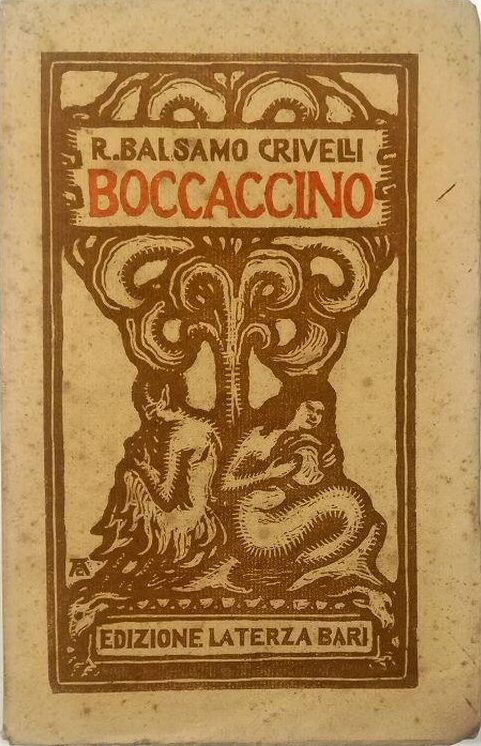 R. BALSAMO CRIVELLI
BOCCACCINO
EDIZIONE LATERZA BARI